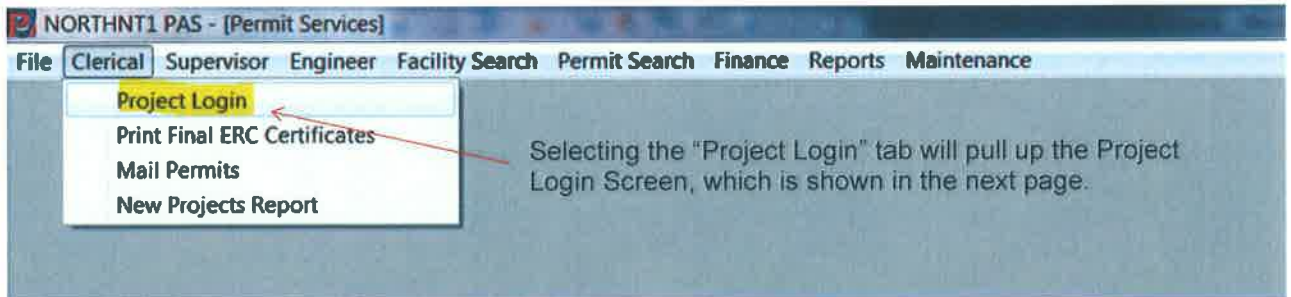 NORTHNT1 PAS - [Permit Services]
File Clerical Supervisor Engineer Facility Search Permit Search Finance Reports Maintenance
Project Login
Print Final ERC Certificates
Mail Permits
New Projects Report
Selecting the “Project Login” tab will pull up the Project
Login Screen, which is shown in the next page.